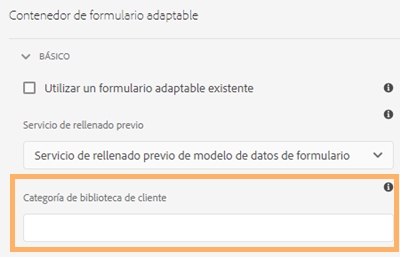 Contenedor de formulario adaptable
BÁSICO
Utilizar un formulario adaptable existente
Servicio de rellenado previo
Servicio de rellenado previo de modelo de datos de formulario
Categoría de biblioteca de cliente